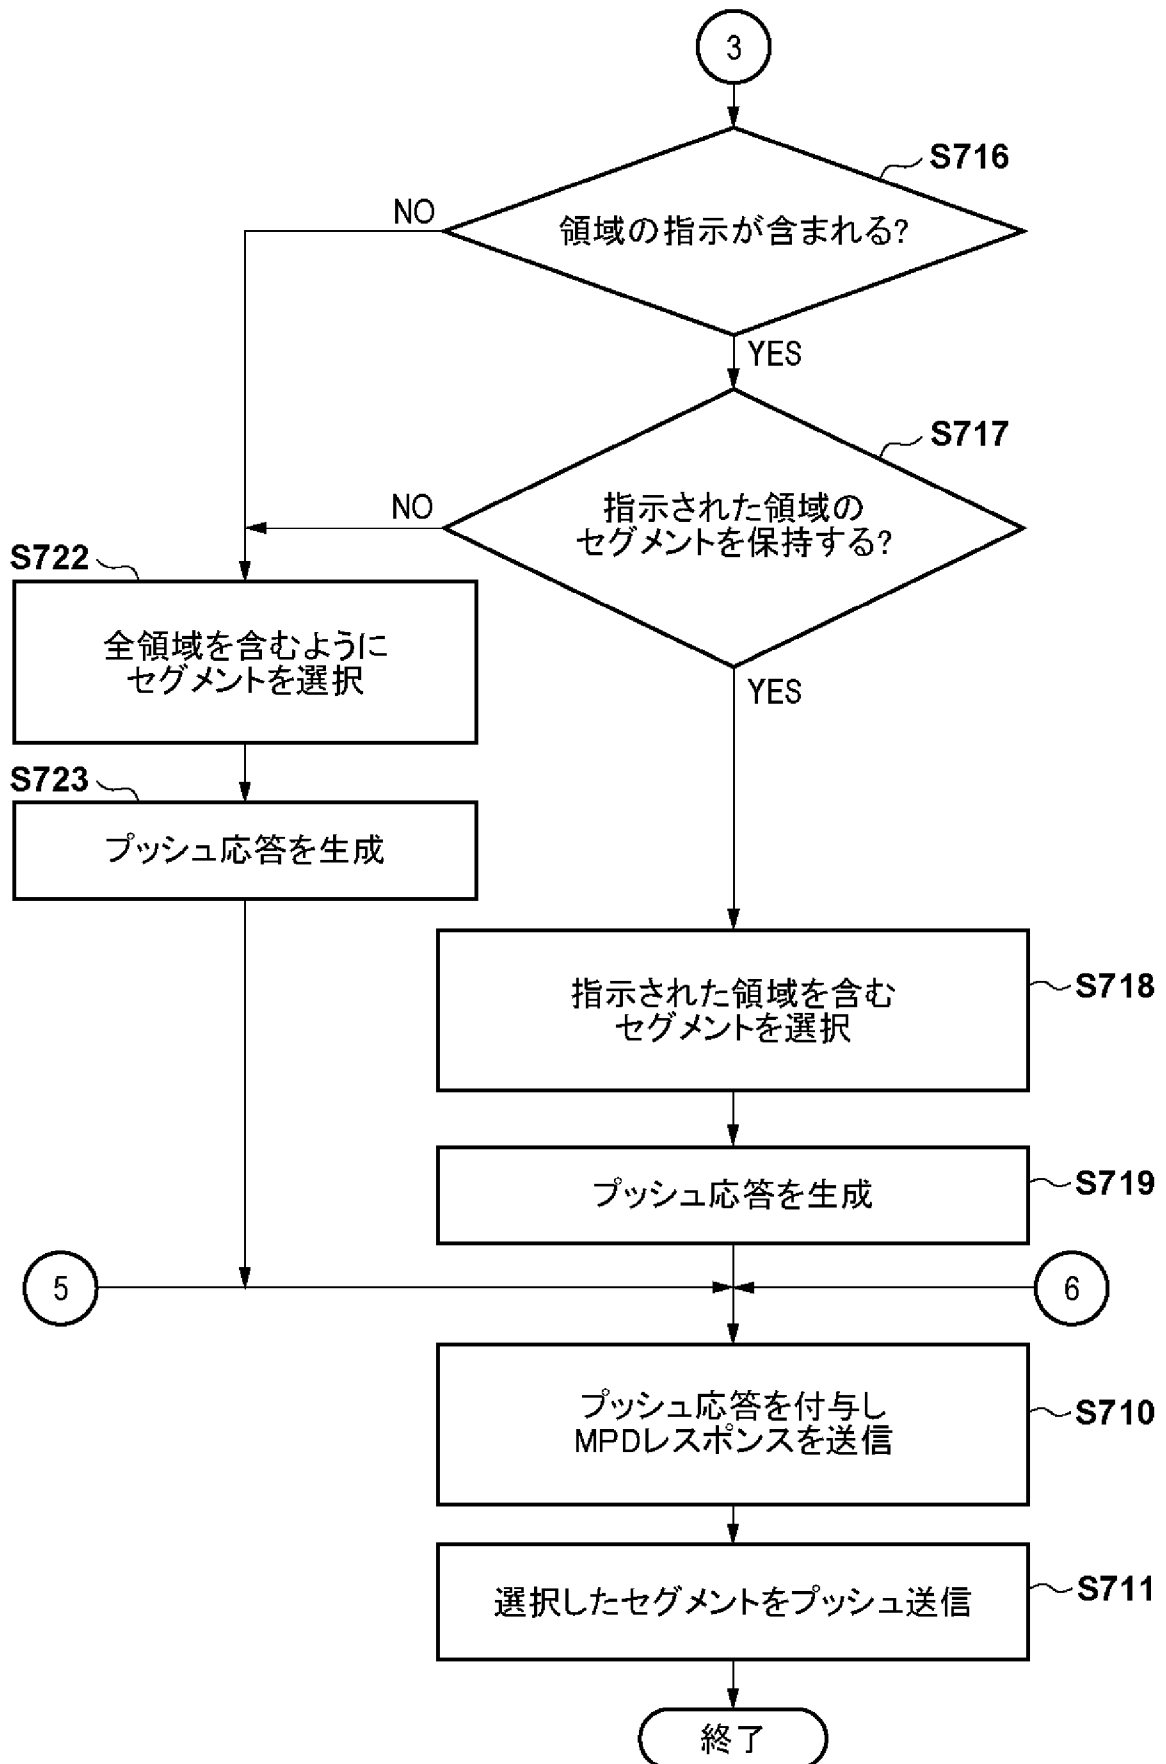 3
S716
領域の指示が含まれる?
NO
YES
S717
指示された領域の
セグメントを保持する?
NO
YES
S722
全領域を含むように
セグメントを選択
S723
プッシュ応答を生成
指示された領域を含む
セグメントを選択
S718
プッシュ応答を生成
S719
5
6
プッシュ応答を付与し
MPDレスポンスを送信
S710
選択したセグメントをプッシュ送信
S711
終了